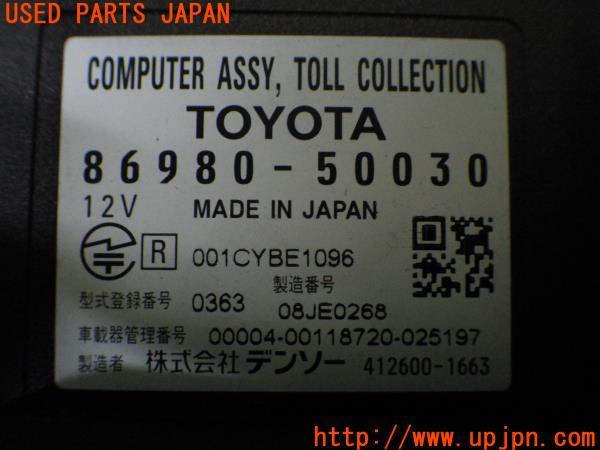 USED PARTS JAPAN
COMPUTER ASSY, TOLL COLLECTION
TOYOTA
86980-50030
12V MADE IN JAPAN
R 001CYBE1096
製造番号
型式登録番号 0363 08JE0268
車載器管理番号 00004-00118720-025197
製造者 株式会社 デンソー 412600-1663
UPJ
http://www.upjpn.com